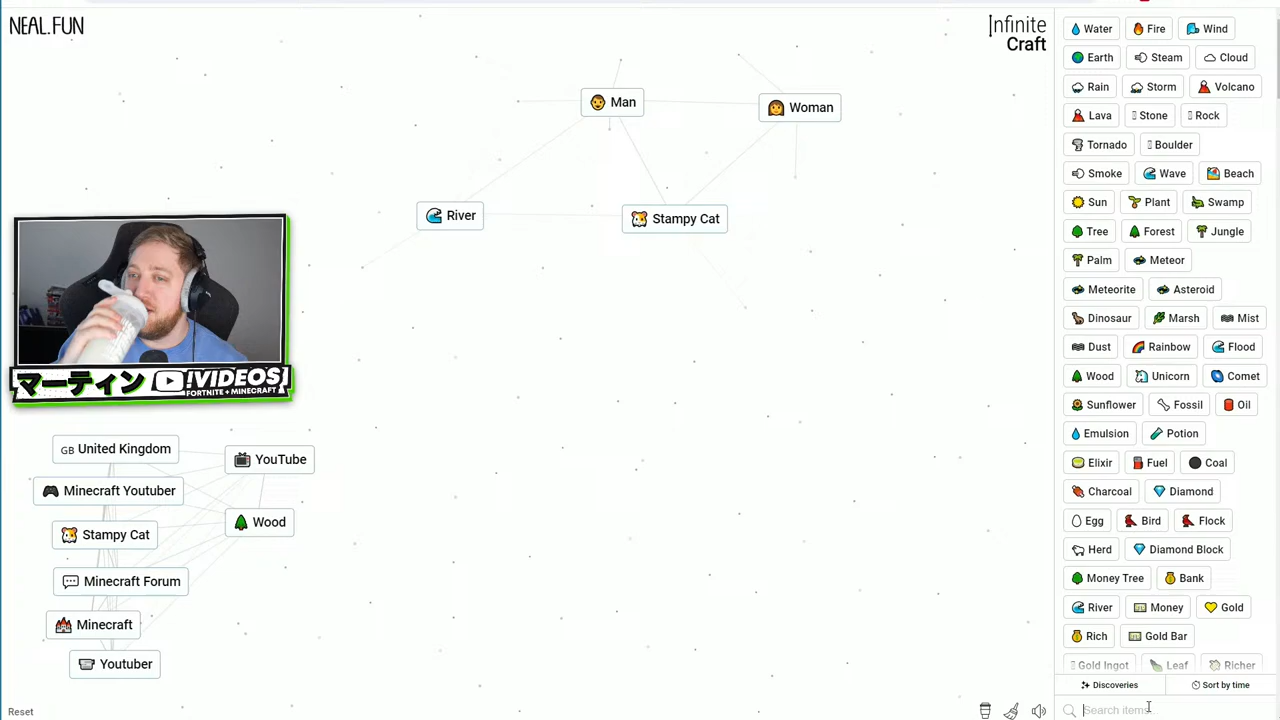 NEAL.FUN
Infinite
Craft
Man
Woman
River
Stampy Cat
マーティン !VIDEOS
FORTNITE + MINECRAFT
GB United Kingdom
YouTube
Minecraft Youtuber
Wood
Stampy Cat
Minecraft Forum
Minecraft
Youtuber
Reset
Water Fire Wind
Earth Steam Cloud
Rain Storm Volcano
Lava Stone Rock
Tornado Boulder
Smoke Wave Beach
Sun Plant Swamp
Tree Forest Jungle
Palm Meteor
Meteorite Asteroid
Dinosaur Marsh Mist
Dust Rainbow Flood
Wood Unicorn Comet
Sunflower Fossil Oil
Emulsion Potion
Elixir Fuel Coal
Charcoal Diamond
Egg Bird Flock
Herd Diamond Block
Money Tree Bank
River Money Gold
Rich Gold Bar
Gold Ingot Leaf Richer
Discoveries Sort by time
Search items...